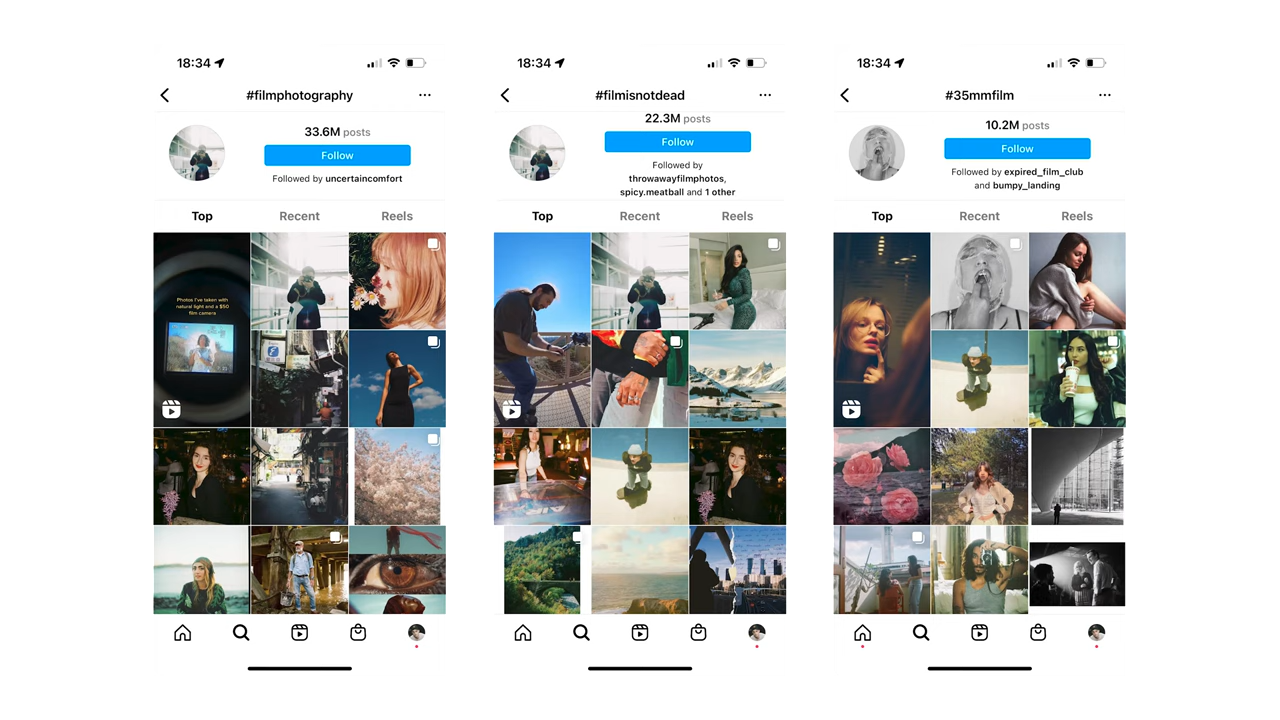 18:34
#filmphotography
33.6M posts
Follow
Followed by uncertaincomfort
Top Recent Reels
Photos I've taken with
natural light and a $50
film camera
18:34
#filmisnotdead
22.3M posts
Follow
Followed by
throwawayfilmphotos,
spicy.meatball and 1 other
Top Recent Reels
18:34
#35mmfilm
10.2M posts
Follow
Followed by expired_film_club
and bumpy_landing
Top Recent Reels